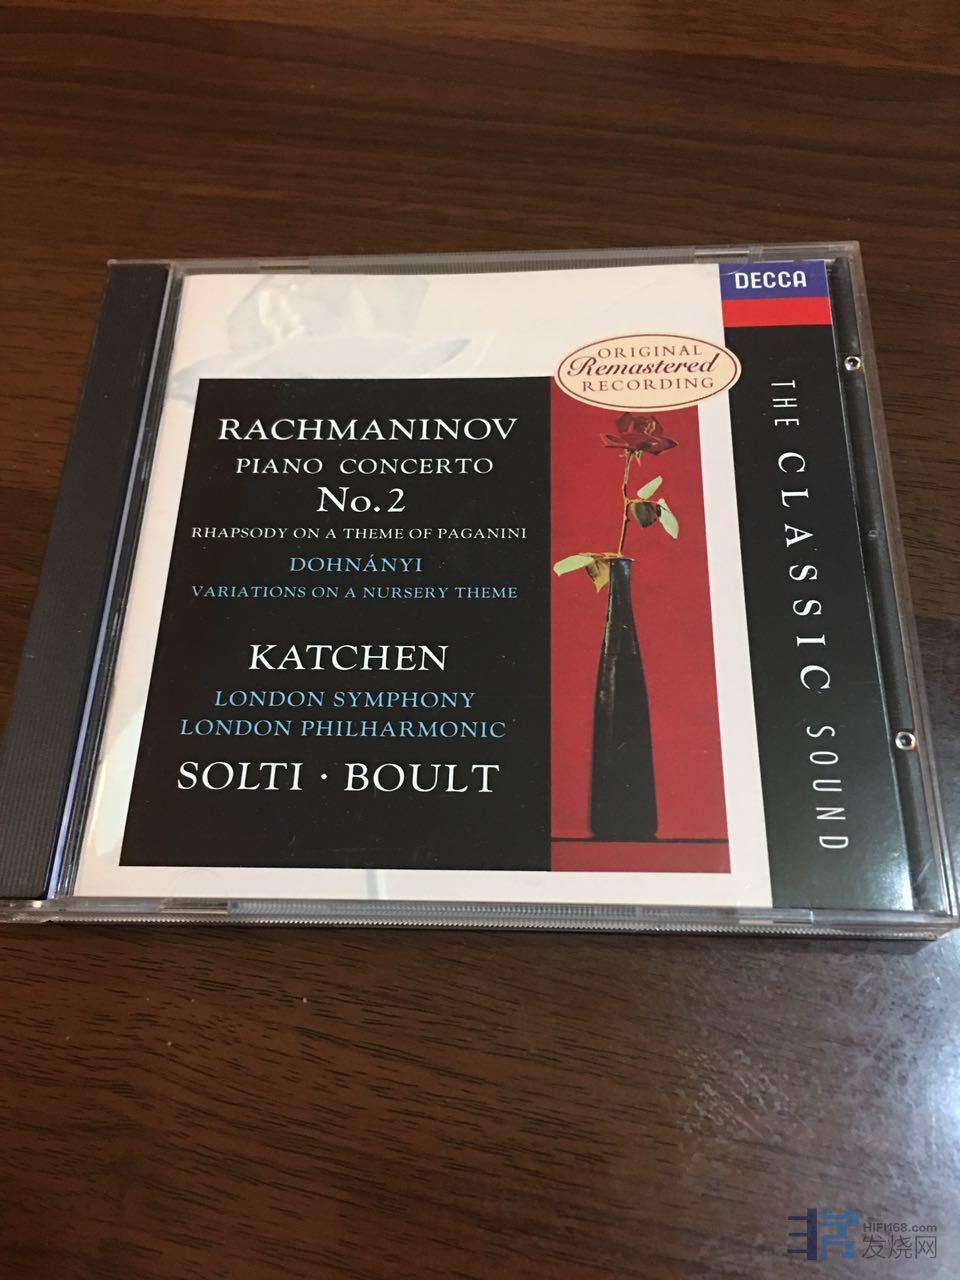 DECCA
ORIGINAL
Remastered
RECORDING
RACHMANINOV
PIANO CONCERTO
No.2
RHAPSODY ON A THEME OF PAGANINI
DOHNÁNYI
VARIATIONS ON A NURSERY THEME
KATCHEN
LONDON SYMPHONY
LONDON PHILHARMONIC
SOLTI · BOULT
THE CLASSIC SOUND
HIFI168.com
发烧网